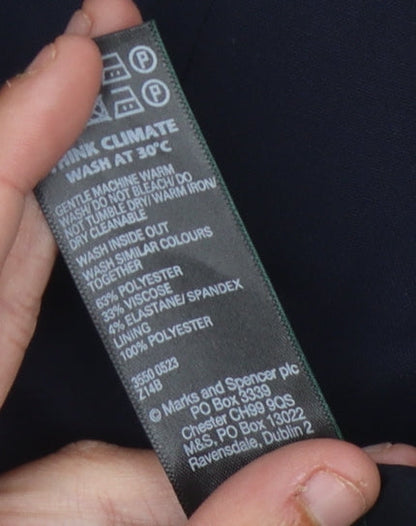 P
P
THINK CLIMATE
WASH AT 30°C
GENTLE MACHINE WARM
WASH/ DO NOT BLEACH/ DO
NOT TUMBLE DRY/ WARM IRON/
DRY CLEANABLE
WASH INSIDE OUT
WASH SIMILAR COLOURS
TOGETHER
63% POLYESTER
33% VISCOSE
4% ELASTANE/ SPANDEX
LINING
100% POLYESTER
3550 0523
Z14B
© Marks and Spencer plc
PO Box 3339
Chester CH99 9QS
M&S, PO Box 13022
Ravensdale, Dublin 2